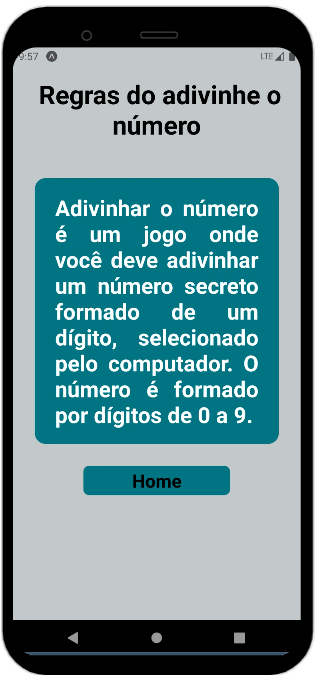 9:57 LTE
Regras do adivinhe o
número
Adivinhar o número
é um jogo onde
você deve adivinhar
um número secreto
formado de um
dígito, selecionado
pelo computador. O
número é formado
por dígitos de 0 a 9.
Home